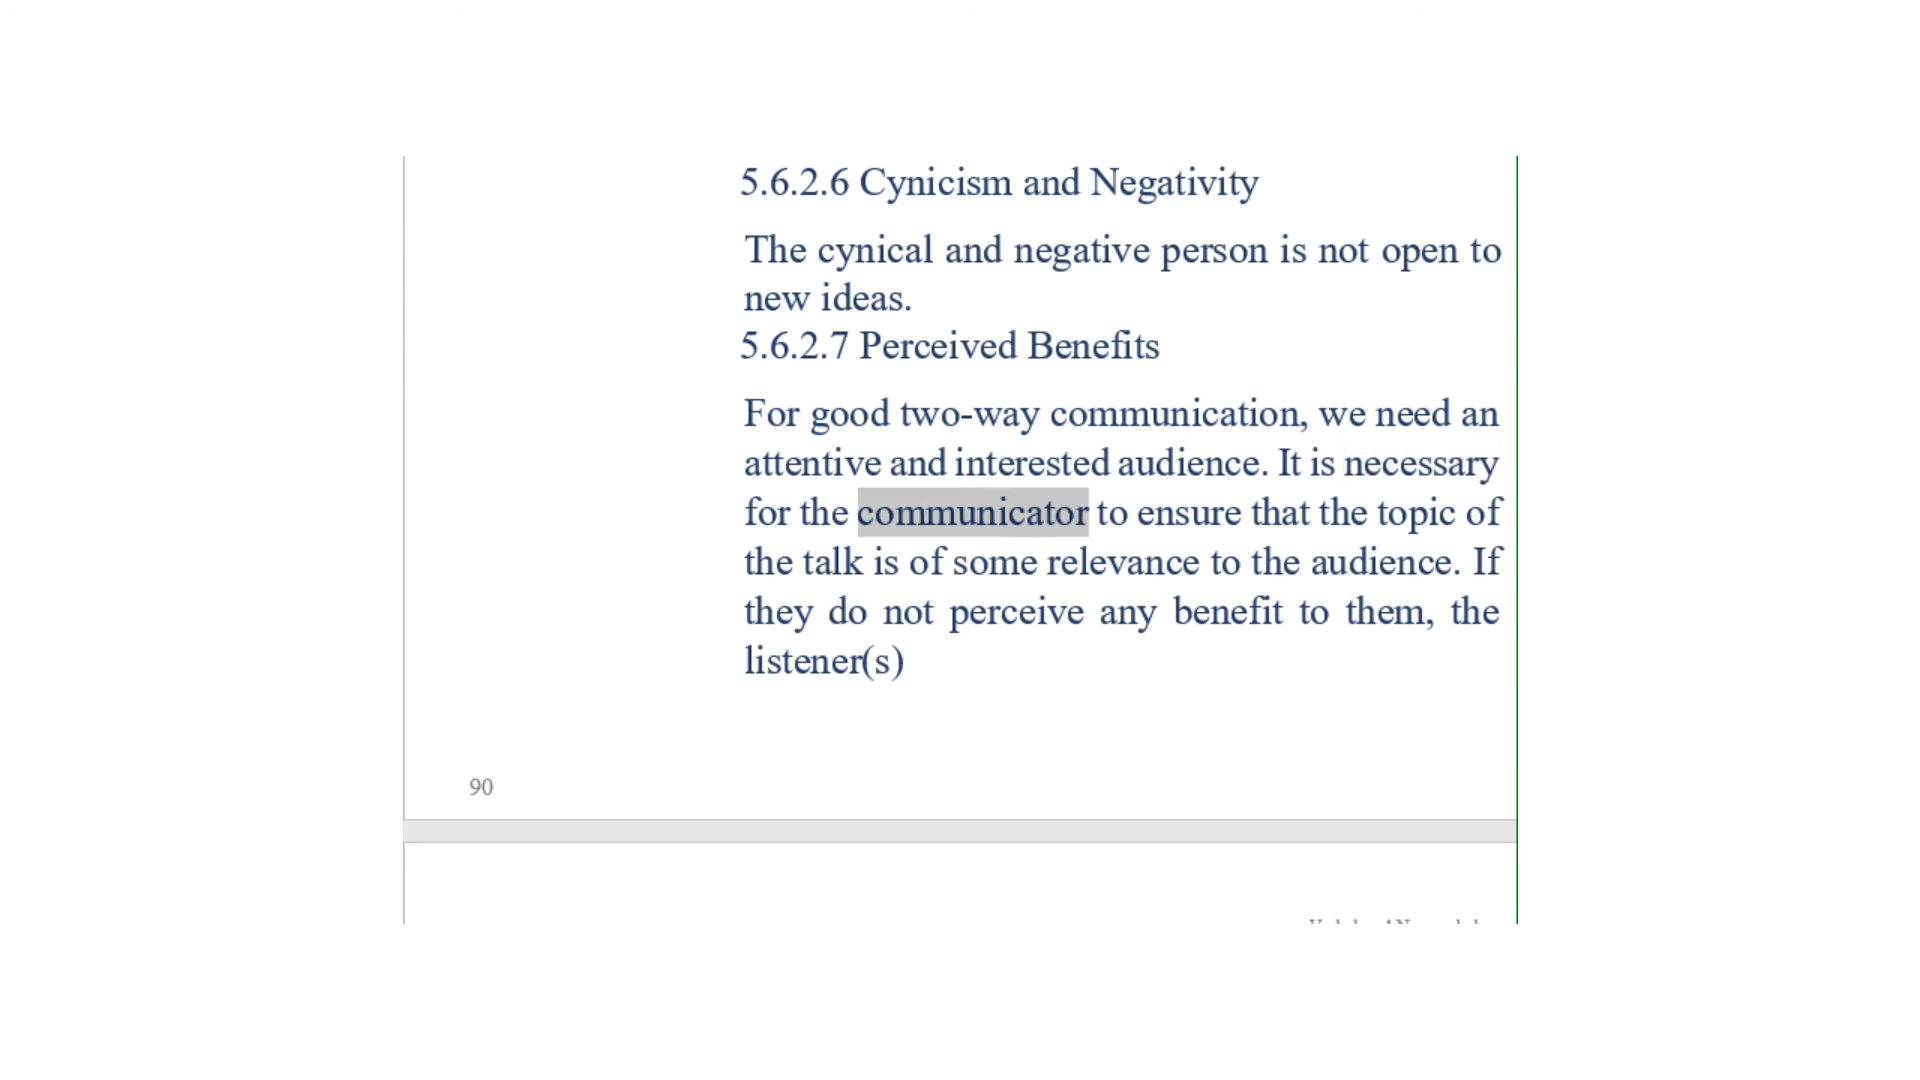 5.6.2.6 Cynicism and Negativity
The cynical and negative person is not open to
new ideas.
5.6.2.7 Perceived Benefits
For good two-way communication, we need an
attentive and interested audience. It is necessary
for the communicator to ensure that the topic of
the talk is of some relevance to the audience. If
they do not perceive any benefit to them, the
listener(s)
90